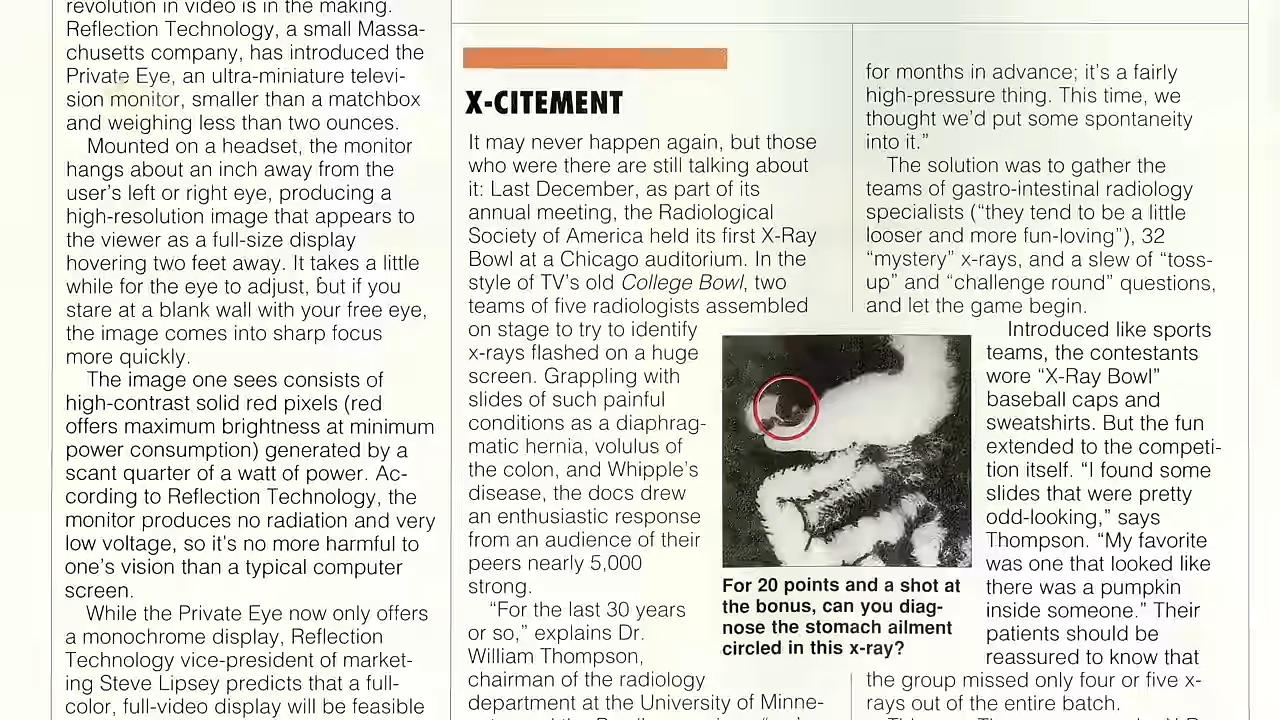 revolution in video is in the making.
Reflection Technology, a small Massa-
chusetts company, has introduced the
Private Eye, an ultra-miniature televi-
sion monitor, smaller than a matchbox
and weighing less than two ounces.
Mounted on a headset, the monitor
hangs about an inch away from the
user's left or right eye, producing a
high-resolution image that appears to
the viewer as a full-size display
hovering two feet away. It takes a little
while for the eye to adjust, but if you
stare at a blank wall with your free eye,
the image comes into sharp focus
more quickly.
The image one sees consists of
high-contrast solid red pixels (red
offers maximum brightness at minimum
power consumption) generated by a
scant quarter of a watt of power. Ac-
cording to Reflection Technology, the
monitor produces no radiation and very
low voltage, so it's no more harmful to
one's vision than a typical computer
screen.
While the Private Eye now only offers
a monochrome display, Reflection
Technology vice-president of market-
ing Steve Lipsey predicts that a full-
color, full-video display will be feasible
X-CITEMENT
It may never happen again, but those
who were there are still talking about
it: Last December, as part of its
annual meeting, the Radiological
Society of America held its first X-Ray
Bowl at a Chicago auditorium. In the
style of TV's old College Bowl, two
teams of five radiologists assembled
on stage to try to identify
x-rays flashed on a huge
screen. Grappling with
slides of such painful
conditions as a diaphrag-
matic hernia, volulus of
the colon, and Whipple's
disease, the docs drew
an enthusiastic response
from an audience of their
peers nearly 5,000
strong.
"For the last 30 years
or so," explains Dr.
William Thompson,
chairman of the radiology
department at the University of Minne-
For 20 points and a shot at
the bonus, can you diag-
nose the stomach ailment
circled in this x-ray?
for months in advance; it's a fairly
high-pressure thing. This time, we
thought we'd put some spontaneity
into it."
The solution was to gather the
teams of gastro-intestinal radiology
specialists ("they tend to be a little
looser and more fun-loving"), 32
"mystery" x-rays, and a slew of "toss-
up" and "challenge round" questions,
and let the game begin.
Introduced like sports
teams, the contestants
wore "X-Ray Bowl"
baseball caps and
sweatshirts. But the fun
extended to the competi-
tion itself. "I found some
slides that were pretty
odd-looking," says
Thompson. "My favorite
was one that looked like
there was a pumpkin
inside someone." Their
patients should be
reassured to know that
the group missed only four or five x-
rays out of the entire batch.